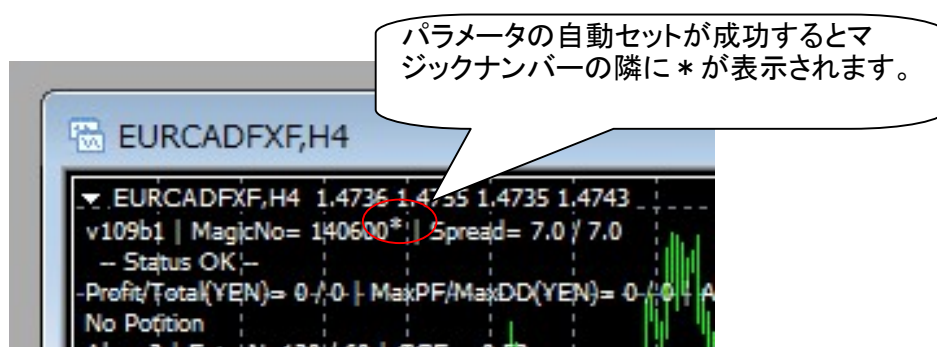 パラメータの自動セットが成功するとマ
ジックナンバーの隣に＊が表示されます。
EURCADFXF,H4
EURCADFXF,H4 1.4736 1.4755 1.4735 1.4743
v109b1 | MagicNo= 140600* | Spread= 7.0 / 7.0
-- Status OK --
Profit/Total(YEN)= 0 / 0 | MaxPF/MaxDD(YEN)= 0 / 0 | A
No Potition